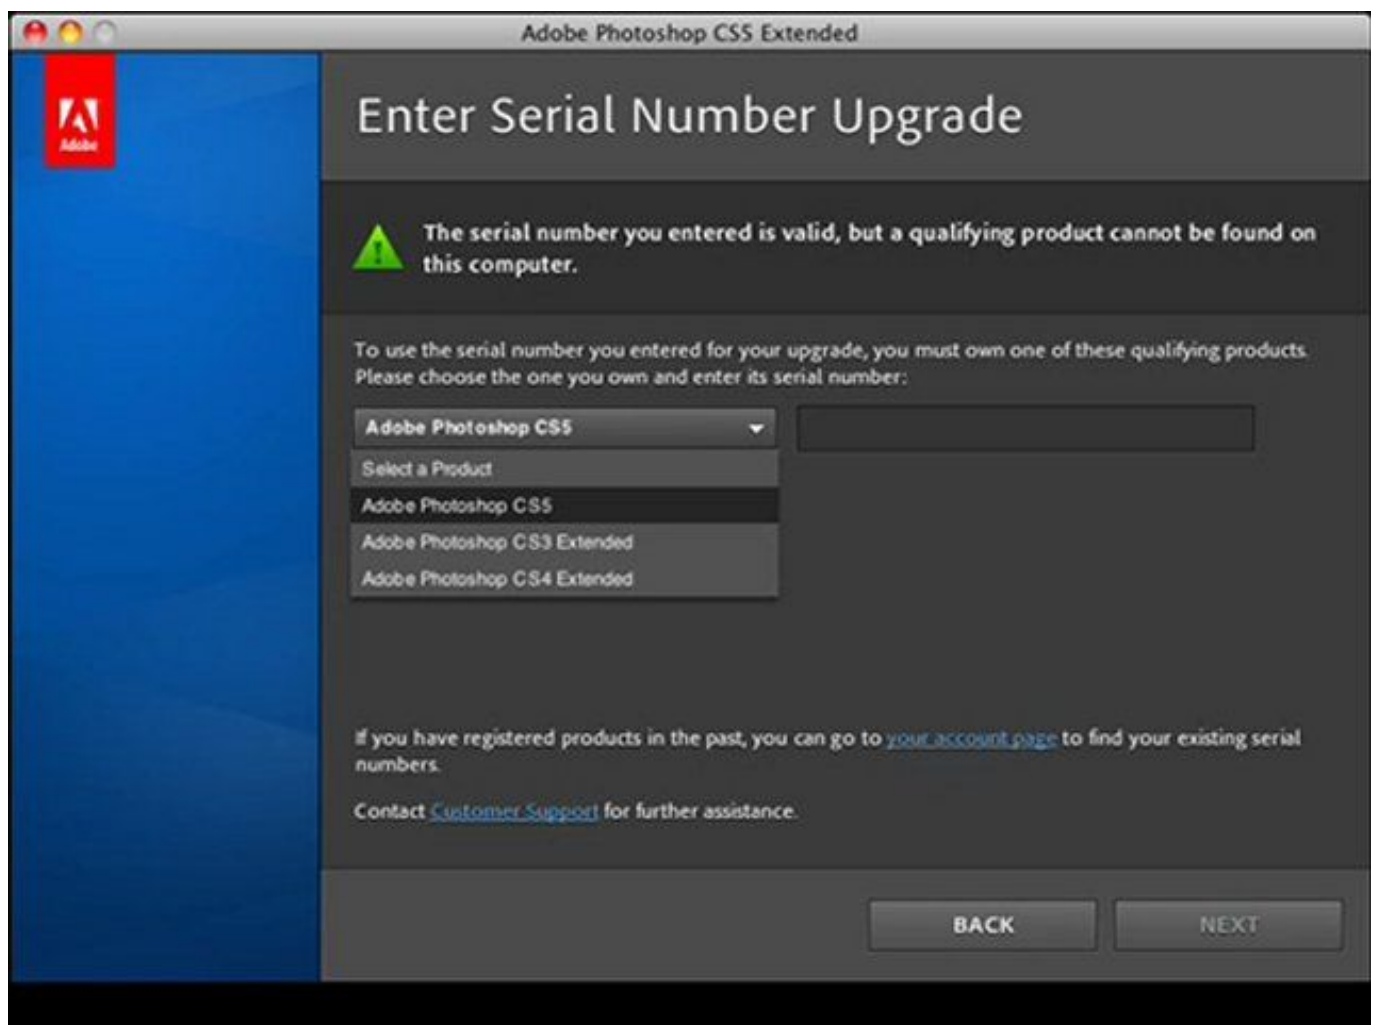 Adobe Photoshop CS5 Extended
Adobe
Enter Serial Number Upgrade
The serial number you entered is valid, but a qualifying product cannot be found on
this computer.
To use the serial number you entered for your upgrade, you must own one of these qualifying products.
Please choose the one you own and enter its serial number:
Adobe Photoshop CS5
Select a Product
Adobe Photoshop CS5
Adobe Photoshop CS3 Extended
Adobe Photoshop CS4 Extended
If you have registered products in the past, you can go to your account page to find your existing serial
numbers.
Contact Customer Support for further assistance.
BACK
NEXT